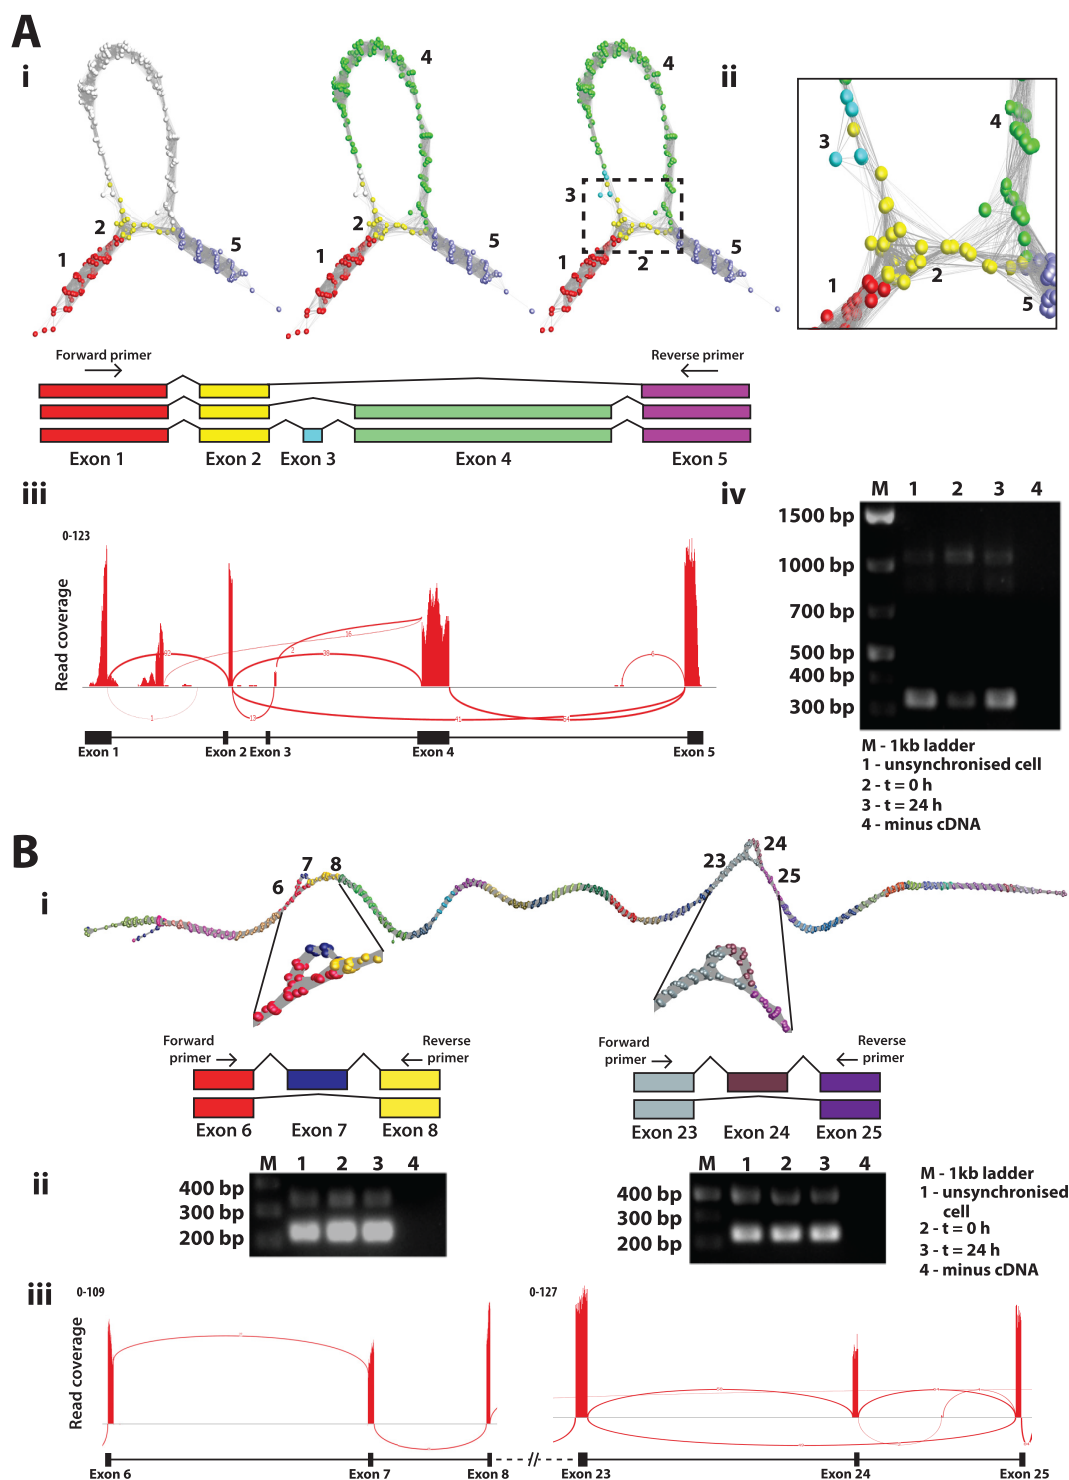 A
i
ii
4
4
3
2
2
5
5
5
1
1
1
2
3
4
1
2
5
Forward primer
Reverse primer
Exon 1
Exon 2
Exon 3
Exon 4
Exon 5
iii
iv
0-123
Read coverage
16
2
38
1
13
41
6
Exon 1
Exon 2
Exon 3
Exon 4
Exon 5
M 1 2 3 4
1500 bp
1000 bp
700 bp
500 bp
400 bp
300 bp
M - 1kb ladder
1 - unsynchronised cell
2 - t = 0 h
3 - t = 24 h
4 - minus cDNA
B
i
6
7
8
23
24
25
Forward primer
Reverse primer
Exon 6
Exon 7
Exon 8
Forward primer
Reverse primer
Exon 23
Exon 24
Exon 25
ii
M 1 2 3 4
400 bp
300 bp
200 bp
M 1 2 3 4
400 bp
300 bp
200 bp
M - 1kb ladder
1 - unsynchronised
cell
2 - t = 0 h
3 - t = 24 h
4 - minus cDNA
iii
0-109
Read coverage
Exon 6
Exon 7
Exon 8
0-127
Exon 23
Exon 24
Exon 25